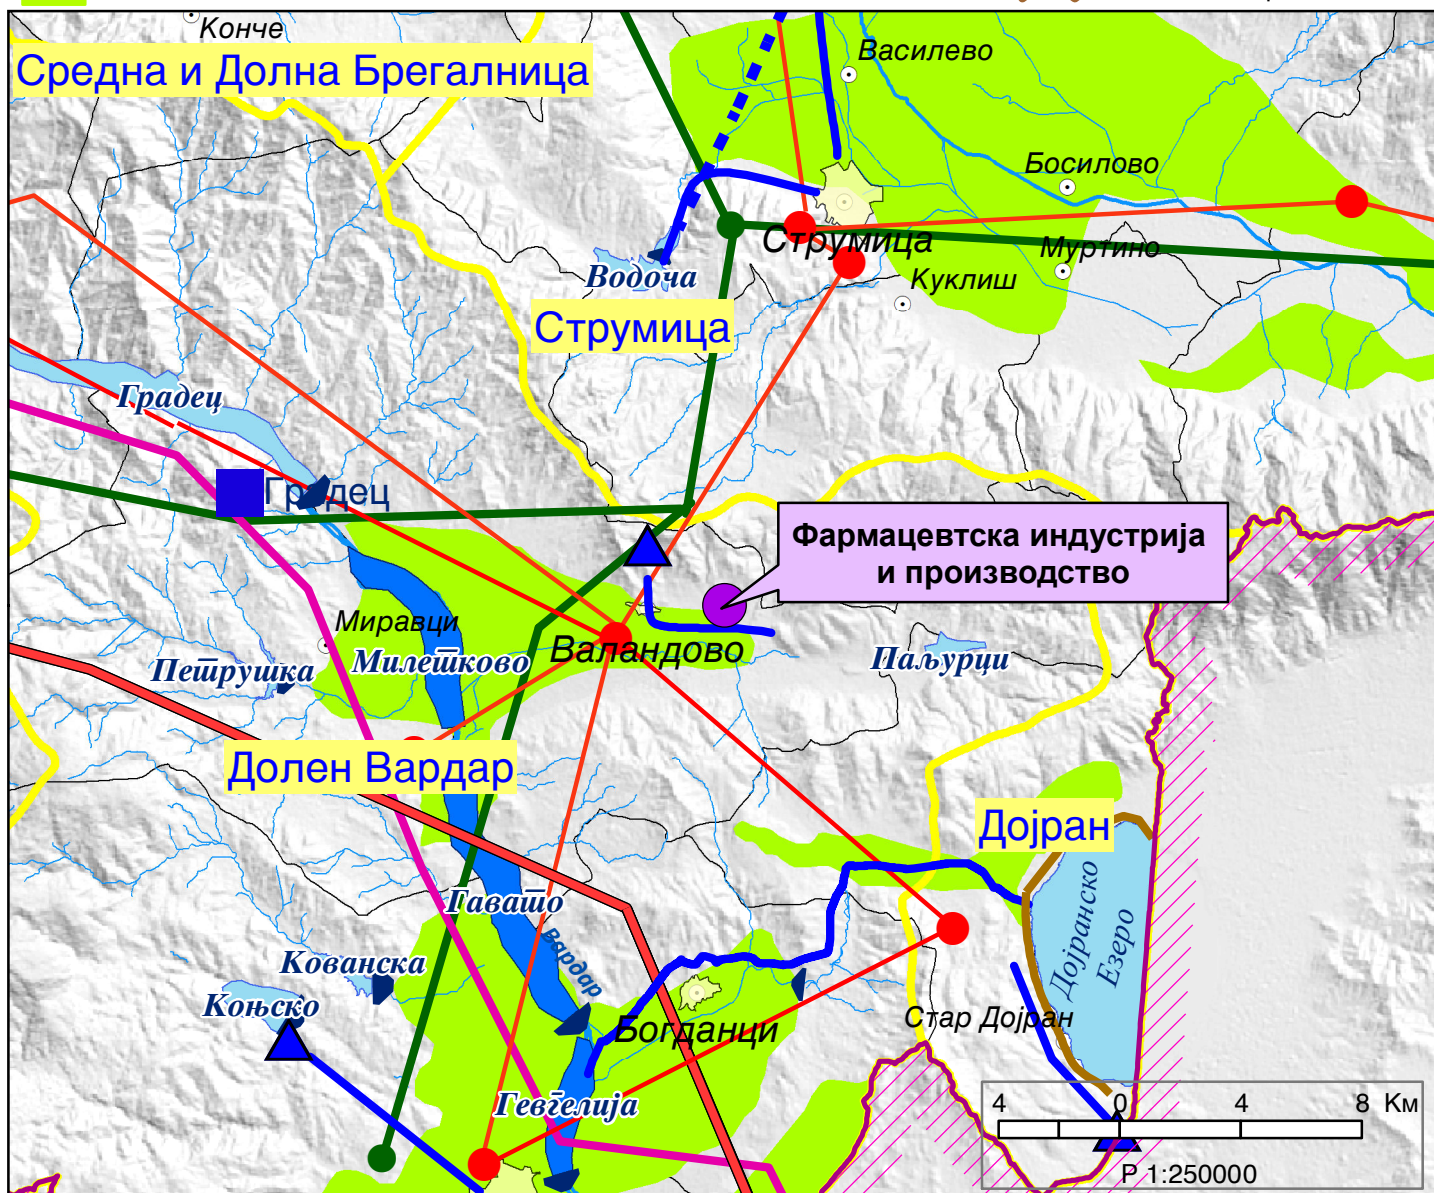 Конче
Средна и Долна Брегалница
Василево
Босилово
Струмица
Муртино
Водоча
Куклиш
Струмица
Градец
Градец
Фармацевтска индустрија
и производство
Миравци
Милешково
Валандово
Петрушка
Паљурци
Долен Вардар
Дојран
Гавато
Вардар
Дојранско
Езеро
Кованска
Коњско
Богданци
Стар Дојран
Гевгелија
4 0 4 8 Км
Р 1:250000